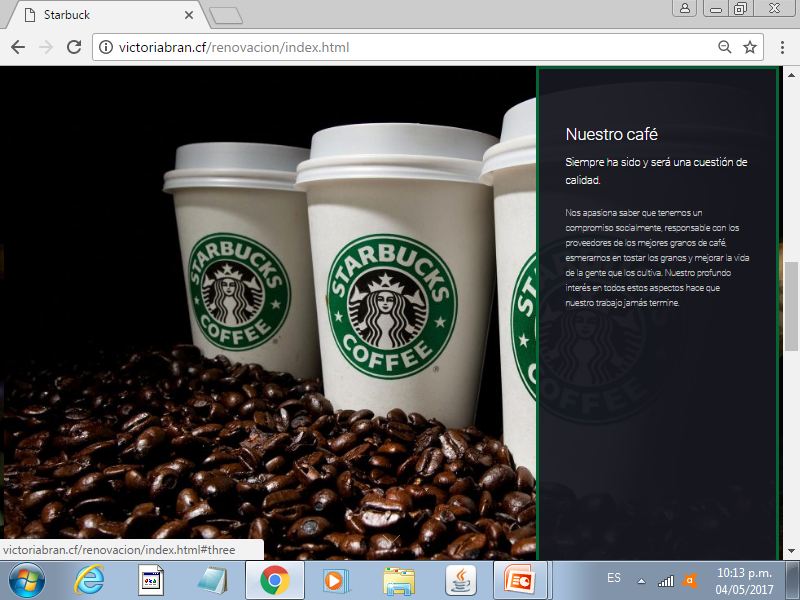 Starbuck
victoriabran.cf/renovacion/index.html
STARBUCKS
COFFEE
STARBUCKS
COFFEE
Nuestro café
Siempre ha sido y será una cuestión de
calidad.
Nos apasiona saber que tenemos un
compromiso socialmente, responsable con los
proveedores de los mejores granos de café,
esmerarnos en tostar los granos y mejorar la vida
de la gente que los cultiva. Nuestro profundo
interés en todos estos aspectos hace que
nuestro trabajo jamás termine.
victoriabran.cf/renovacion/index.html#three
ES
10:13 p.m.
04/05/2017